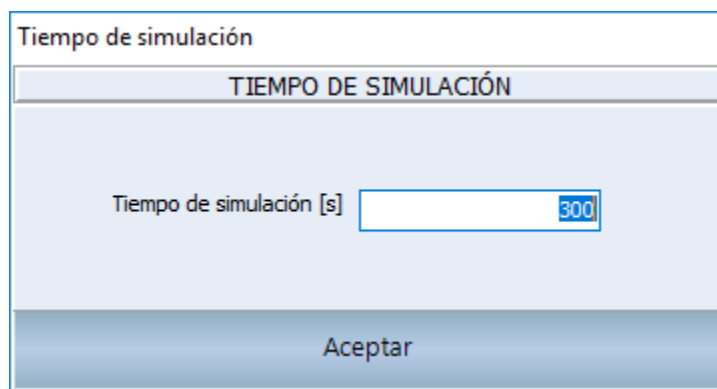 Tiempo de simulación
TIEMPO DE SIMULACIÓN
Tiempo de simulación [s] 300
Aceptar